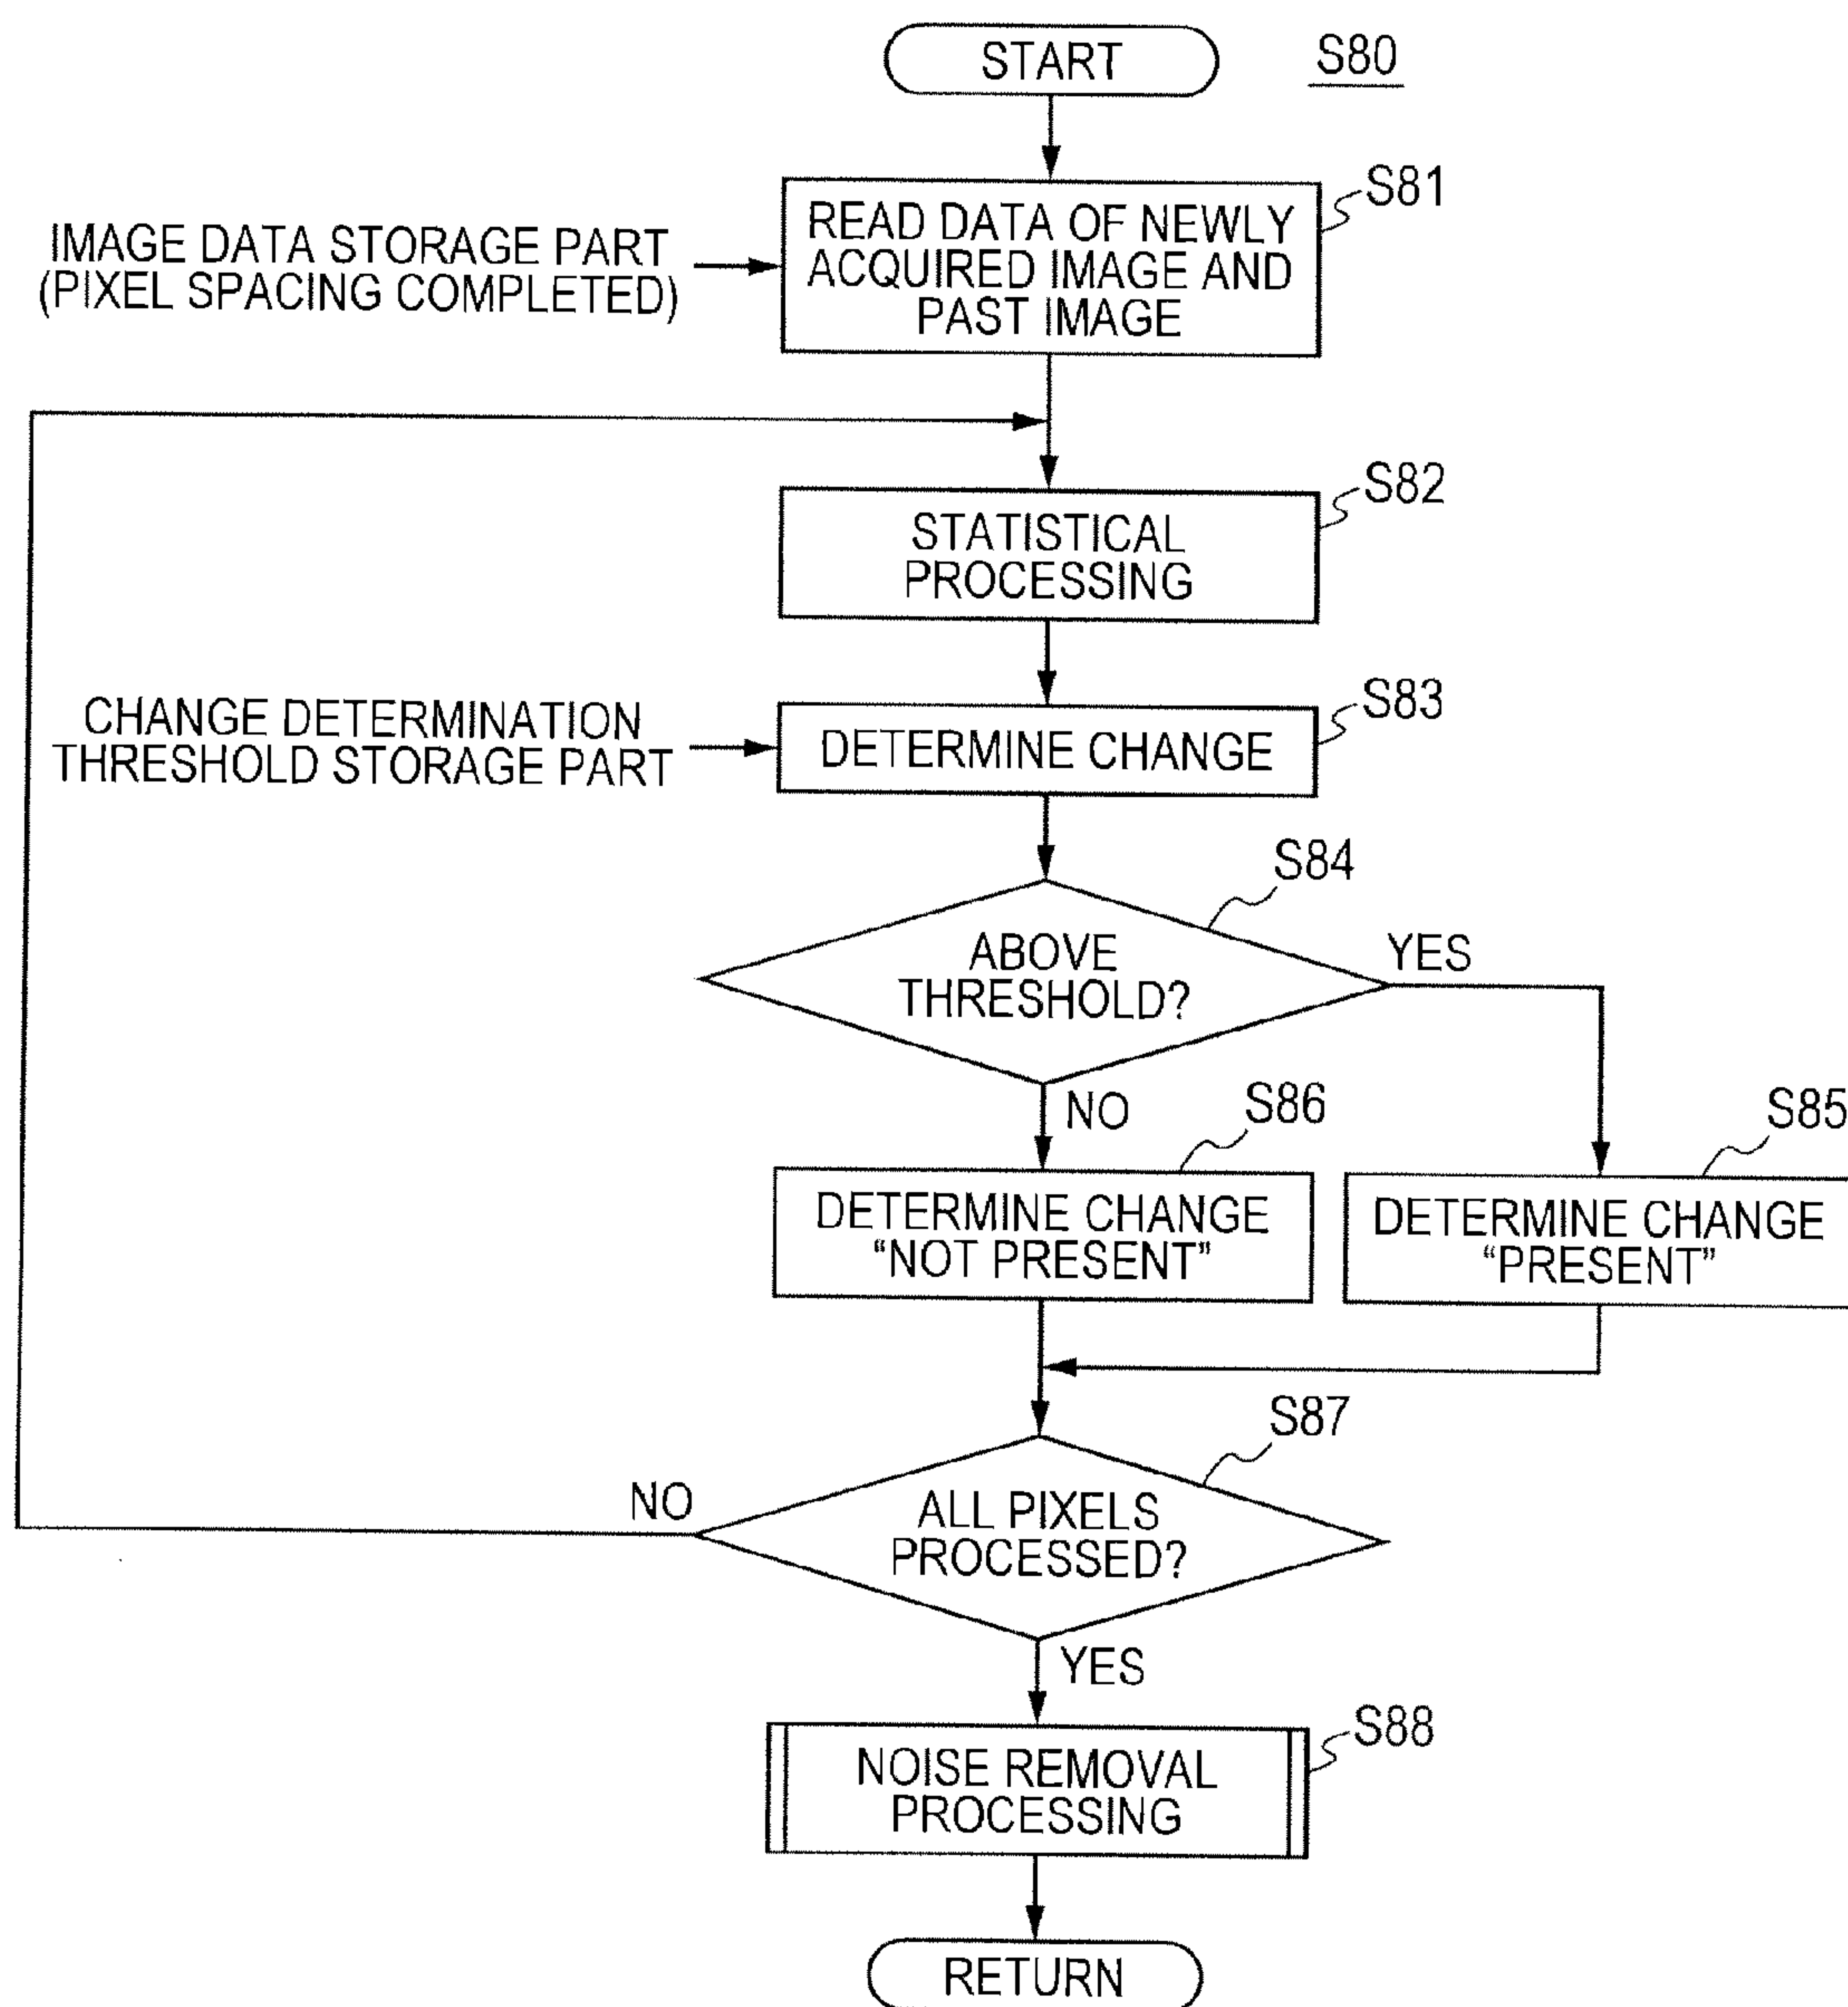 START
S80
S81
READ DATA OF NEWLY
ACQUIRED IMAGE AND
PAST IMAGE
IMAGE DATA STORAGE PART
(PIXEL SPACING COMPLETED)
S82
STATISTICAL
PROCESSING
S83
CHANGE DETERMINATION
THRESHOLD STORAGE PART
DETERMINE CHANGE
S84
ABOVE
THRESHOLD?
YES
NO
S86
S85
DETERMINE CHANGE
“NOT PRESENT”
DETERMINE CHANGE
“PRESENT”
S87
NO
ALL PIXELS
PROCESSED?
YES
S88
NOISE REMOVAL
PROCESSING
RETURN